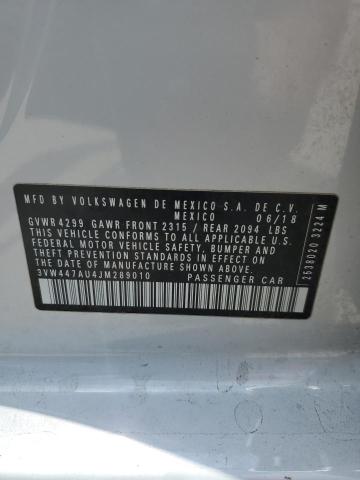 MFD BY VOLKSWAGEN DE MEXICO S.A. DE C.V.
MEXICO 06/18
GVWR 4299 GAWR FRONT 2315 / REAR 2094 LBS
THIS VEHICLE CONFORMS TO ALL APPLICABLE U.S.
FEDERAL MOTOR VEHICLE SAFETY, BUMPER AND
THEFT PREVENTION STANDARDS IN EFFECT ON THE
DATE OF MANUFACTURE SHOWN ABOVE
3VW447AU4JM289010 PASSENGER CAR
2638020 3224 M